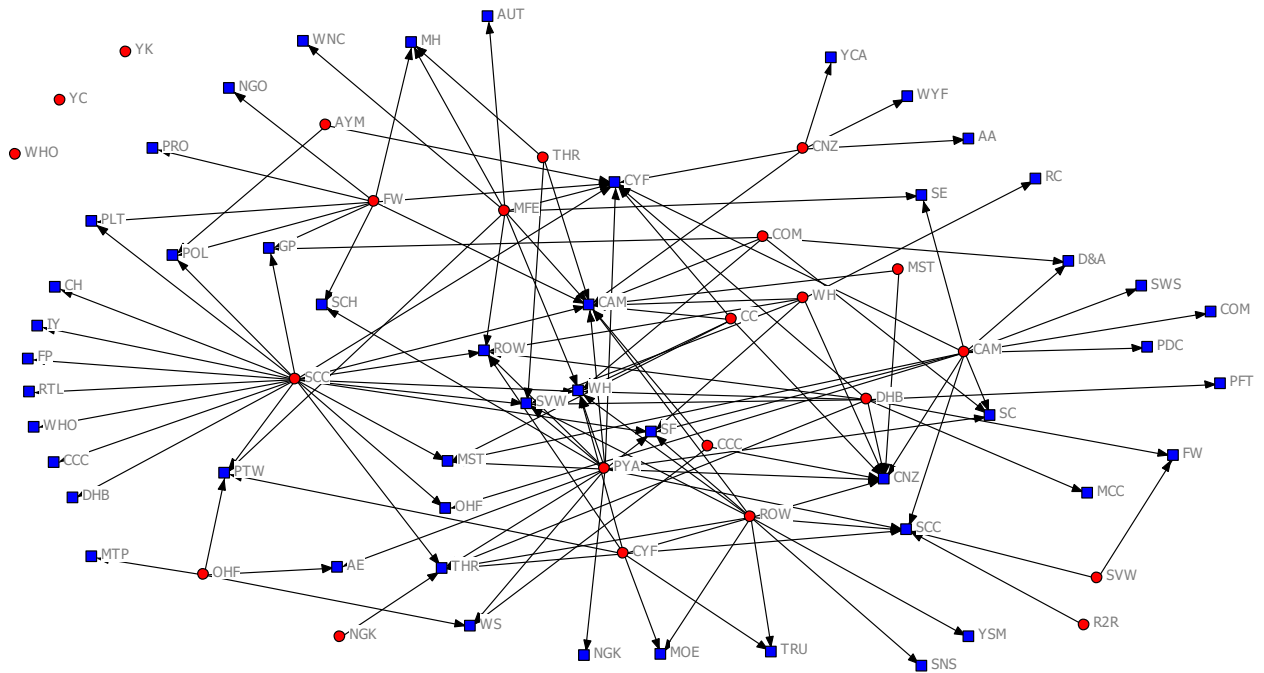 AUT
WNC
MH
YK
YCA
NGO
WYF
YC
AYM
AA
PRO
CNZ
WHO
THR
RC
CYF
SE
FW
MFE
PLT
COM
GP
POL
D&A
MST
CH
SWS
WH
SCH
CAM
COM
IY
CC
PDC
ROW
CAM
FP
SCC
PFT
RTL
WH
DHB
SVW
SC
WHO
SF
CCC
FW
CCC
MST
PYA
PTW
CNZ
MCC
DHB
OHF
ROW
SCC
MTP
CYF
AE
THR
OHF
SVW
R2R
WS
NGK
YSM
TRU
NGK
MOE
SNS